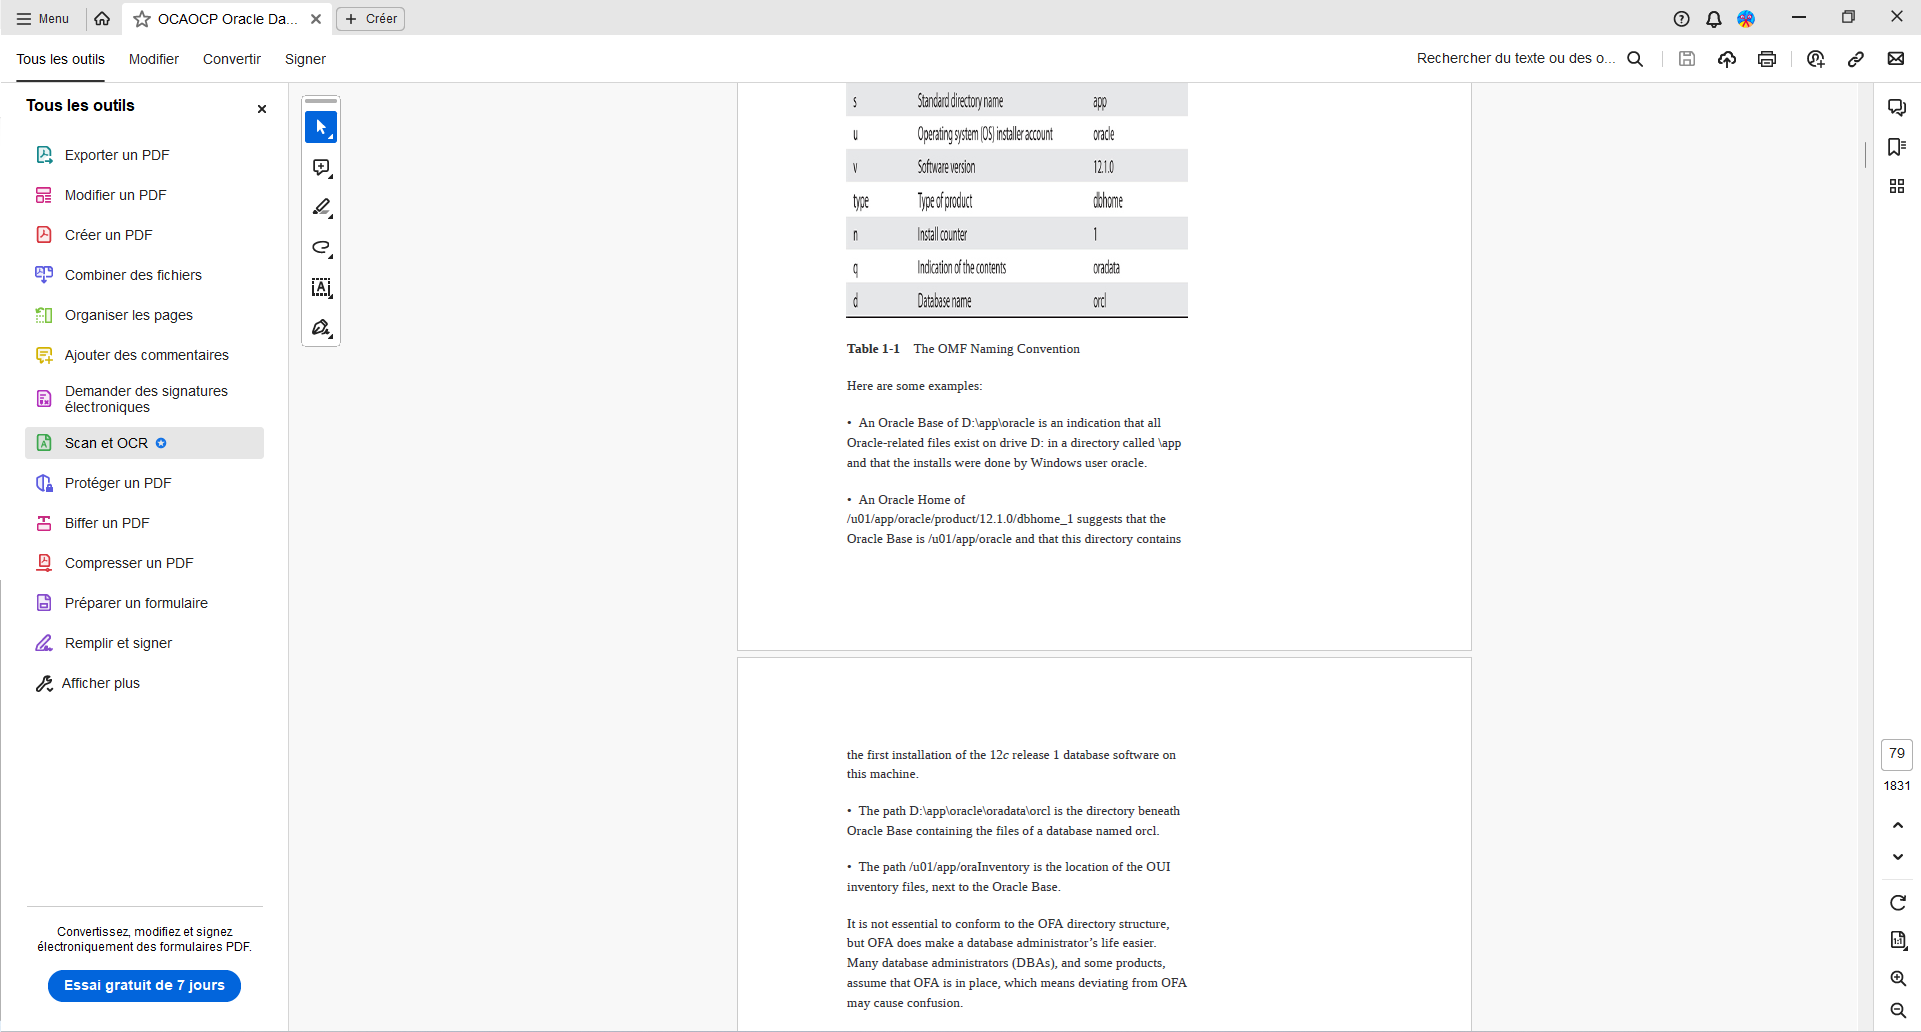 Menu
OCAOCP Oracle Da...
Créer
Tous les outils
Modifier
Convertir
Signer
Rechercher du texte ou des o...
Tous les outils
Exporter un PDF
Modifier un PDF
Créer un PDF
Combiner des fichiers
Organiser les pages
Ajouter des commentaires
Demander des signatures
électroniques
Scan et OCR
Protéger un PDF
Biffer un PDF
Compresser un PDF
Préparer un formulaire
Remplir et signer
Afficher plus
Convertissez, modifiez et signez
électroniquement des formulaires PDF.
Essai gratuit de 7 jours
s Standard directory name app
u Operating system (OS) installer account oracle
v Software version 12.1.0
type Type of product dbhome
n Install counter 1
q Indication of the contents oradata
d Database name orcl
Table 1-1 The OMF Naming Convention
Here are some examples:
• An Oracle Base of D:\app\oracle is an indication that all
Oracle-related files exist on drive D: in a directory called \app
and that the installs were done by Windows user oracle.
• An Oracle Home of
/u01/app/oracle/product/12.1.0/dbhome_1 suggests that the
Oracle Base is /u01/app/oracle and that this directory contains
the first installation of the 12c release 1 database software on
this machine.
• The path D:\app\oracle\oradata\orcl is the directory beneath
Oracle Base containing the files of a database named orcl.
• The path /u01/app/oraInventory is the location of the OUI
inventory files, next to the Oracle Base.
It is not essential to conform to the OFA directory structure,
but OFA does make a database administrator’s life easier.
Many database administrators (DBAs), and some products,
assume that OFA is in place, which means deviating from OFA
may cause confusion.
79
1831